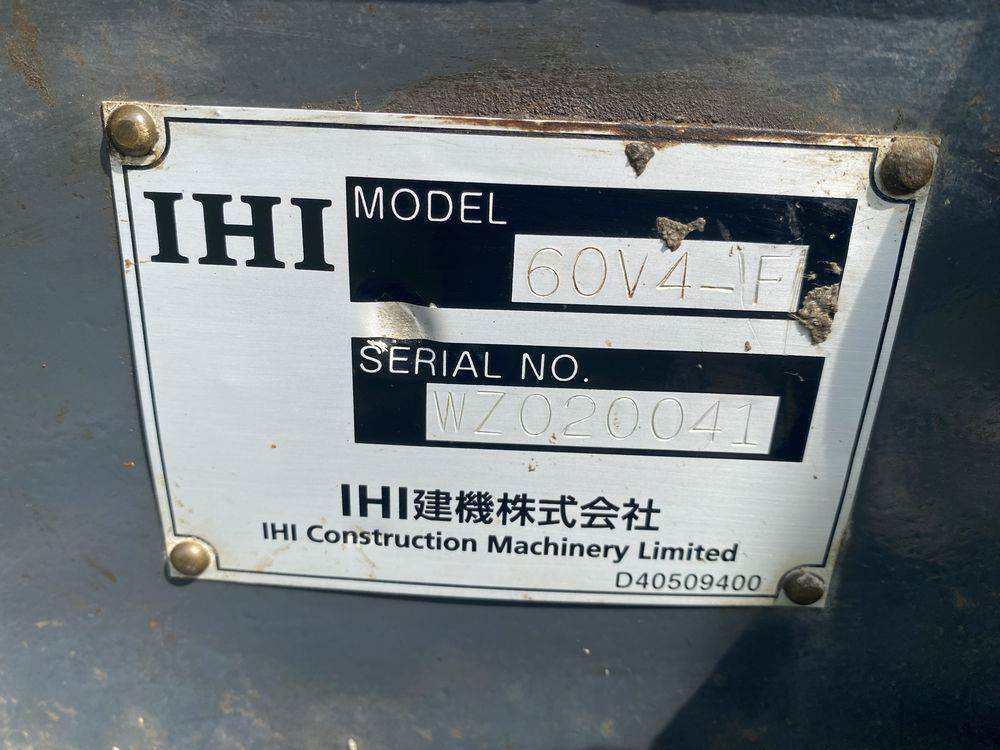 IHI
MODEL
60V4-F
SERIAL NO.
WZ020041
IHI建機株式会社
IHI Construction Machinery Limited
D40509400